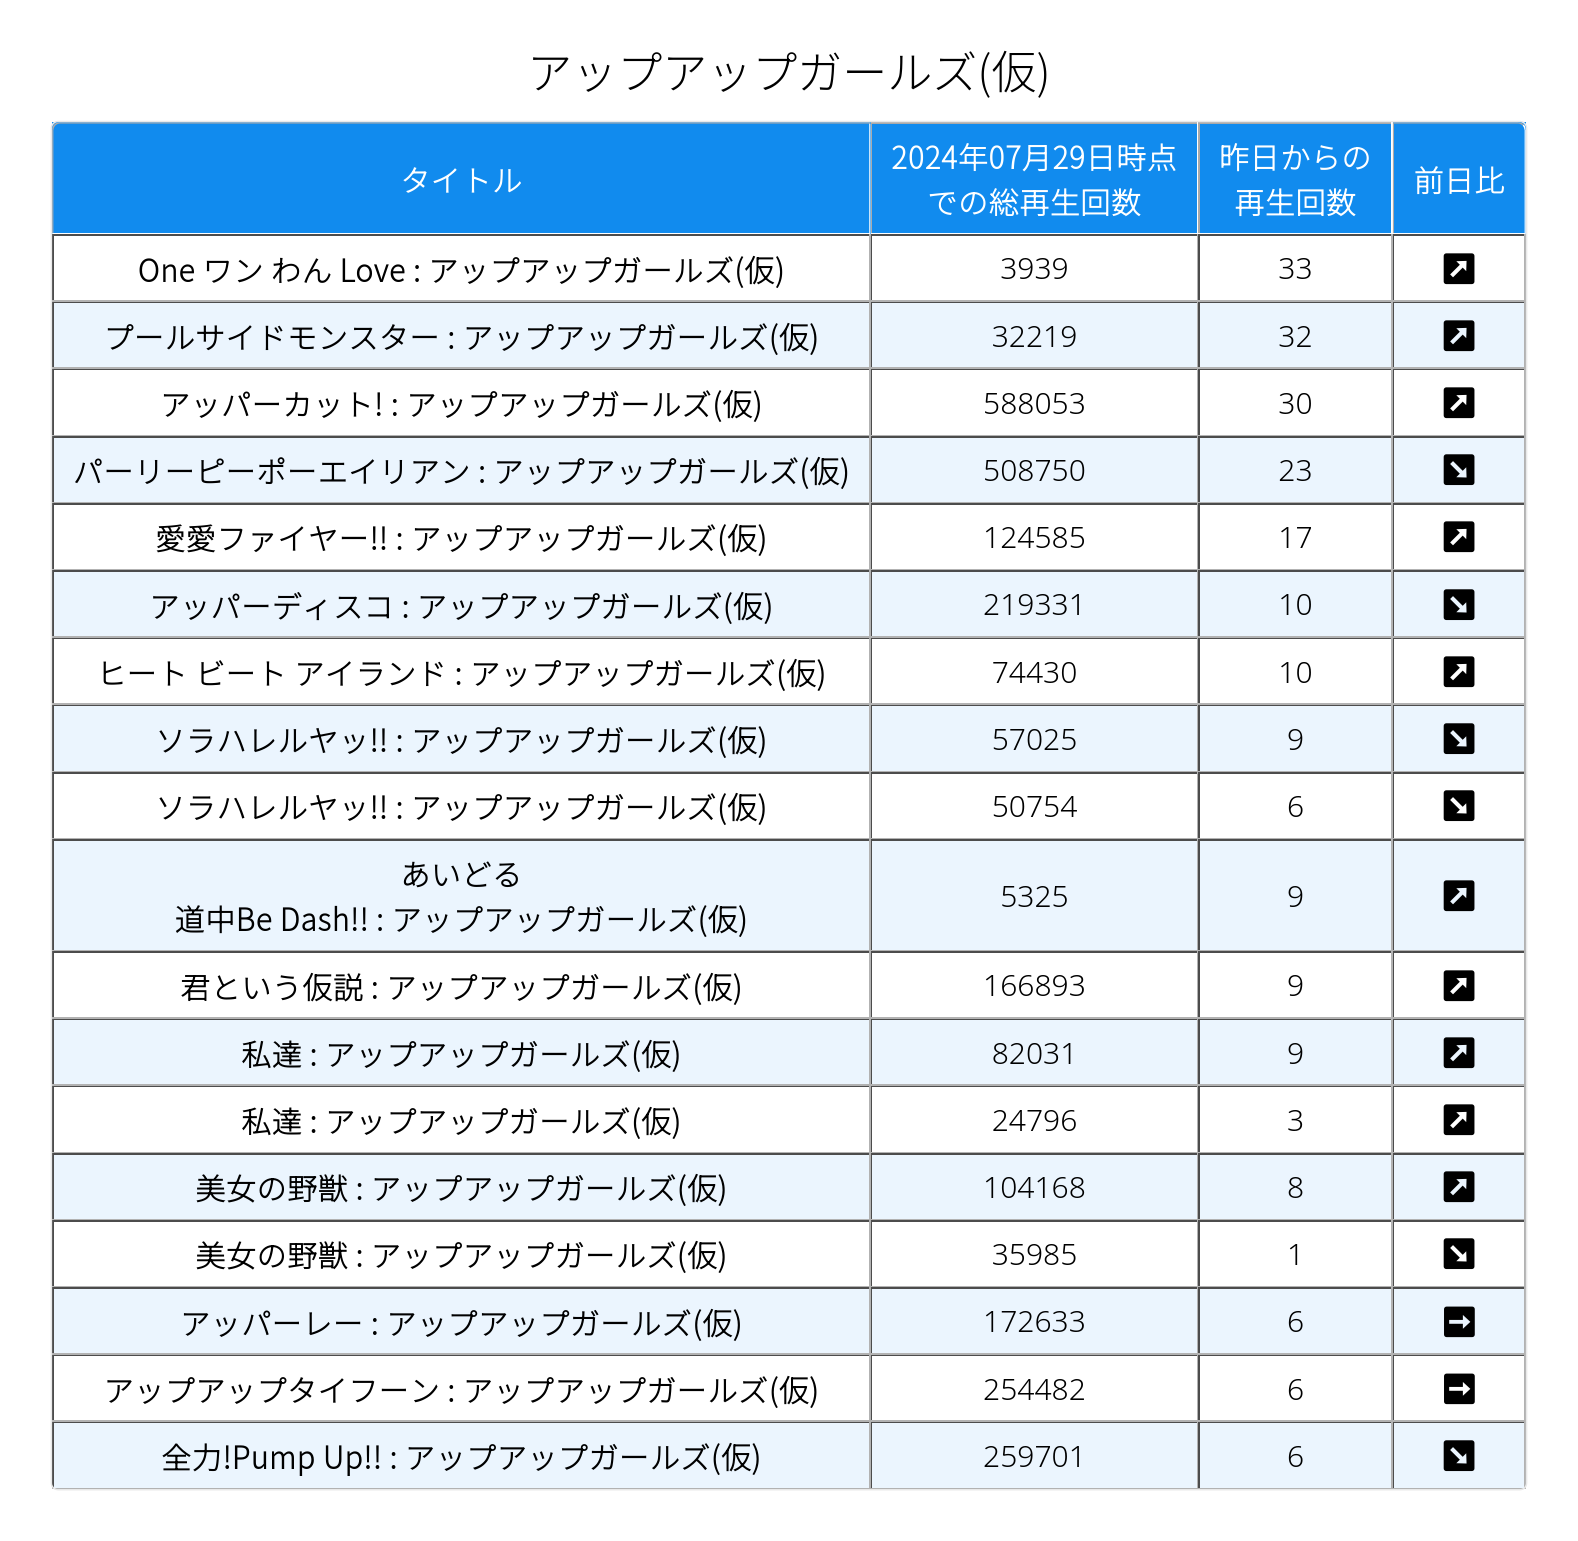 アップアップガールズ(仮)
タイトル
2024年07月29日時点
での総再生回数
昨日からの
再生回数
前日比
One ワン わん Love : アップアップガールズ(仮) 3939 33 ↗
プールサイドモンスター : アップアップガールズ(仮) 32219 32 ↗
アッパーカット! : アップアップガールズ(仮) 588053 30 ↗
パーリーピーポーエイリアン : アップアップガールズ(仮) 508750 23 ↘
愛愛ファイヤー!! : アップアップガールズ(仮) 124585 17 ↗
アッパーディスコ : アップアップガールズ(仮) 219331 10 ↘
ヒート ビート アイランド : アップアップガールズ(仮) 74430 10 ↗
ソラハレルヤッ!! : アップアップガールズ(仮) 57025 9 ↘
ソラハレルヤッ!! : アップアップガールズ(仮) 50754 6 ↘
あいどる
道中Be Dash!! : アップアップガールズ(仮) 5325 9 ↗
君という仮説 : アップアップガールズ(仮) 166893 9 ↗
私達 : アップアップガールズ(仮) 82031 9 ↗
私達 : アップアップガールズ(仮) 24796 3 ↗
美女の野獣 : アップアップガールズ(仮) 104168 8 ↗
美女の野獣 : アップアップガールズ(仮) 35985 1 ↘
アッパーレー : アップアップガールズ(仮) 172633 6 →
アップアップタイフーン : アップアップガールズ(仮) 254482 6 →
全力!Pump Up!! : アップアップガールズ(仮) 259701 6 ↘